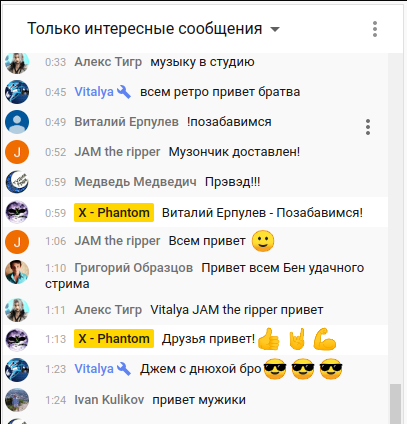 Только интересные сообщения
0:33 Алекс Тигр музыку в студию
0:45 Vitalya всем ретро привет братва
0:49 Виталий Ерпулев !позабавимся
0:52 JAM the ripper Музончик доставлен!
0:59 Медведь Медведич Прэвэд!!!
0:59 X - Phantom Виталий Ерпулев - Позабавимся!
1:06 JAM the ripper Всем привет 🙂
1:10 Григорий Образцов Привет всем Бен удачного
стрима
1:11 Алекс Тигр Vitalya JAM the ripper привет
1:13 X - Phantom Друзья привет!👍🤘💪
1:23 Vitalya Джем с днюхой бро😎😎😎
1:24 Ivan Kulikov привет мужики